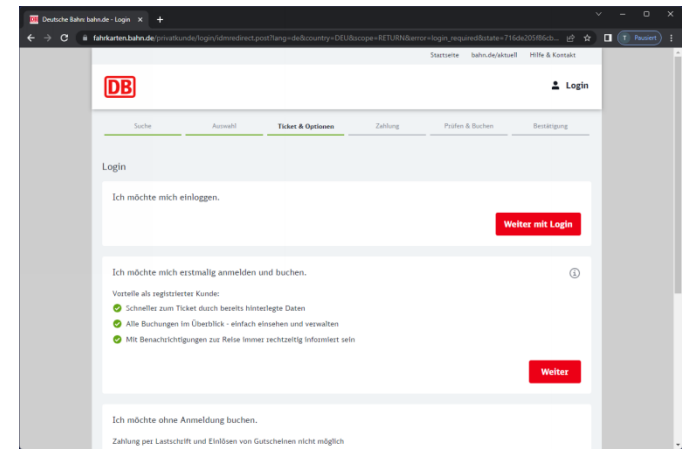 Deutsche Bahn: bahn.de - Login
fahrkarten.bahn.de/privatkunde/login/idmredirect.post?lang=de&country=DEU&scope=RETURN&error=login_required&state=716de205f86cb...
T Pausiert
Startseite bahn.de/aktuell Hilfe & Kontakt
DB
Login
Suche Auswahl Ticket & Optionen Zahlung Prüfen & Buchen Bestätigung
Login
Ich möchte mich einloggen.
Weiter mit Login
Ich möchte mich erstmalig anmelden und buchen.
Vorteile als registrierter Kunde:
Schneller zum Ticket durch bereits hinterlegte Daten
Alle Buchungen im Überblick - einfach einsehen und verwalten
Mit Benachrichtigungen zur Reise immer rechtzeitig informiert sein
Weiter
Ich möchte ohne Anmeldung buchen.
Zahlung per Lastschrift und Einlösen von Gutscheinen nicht möglich